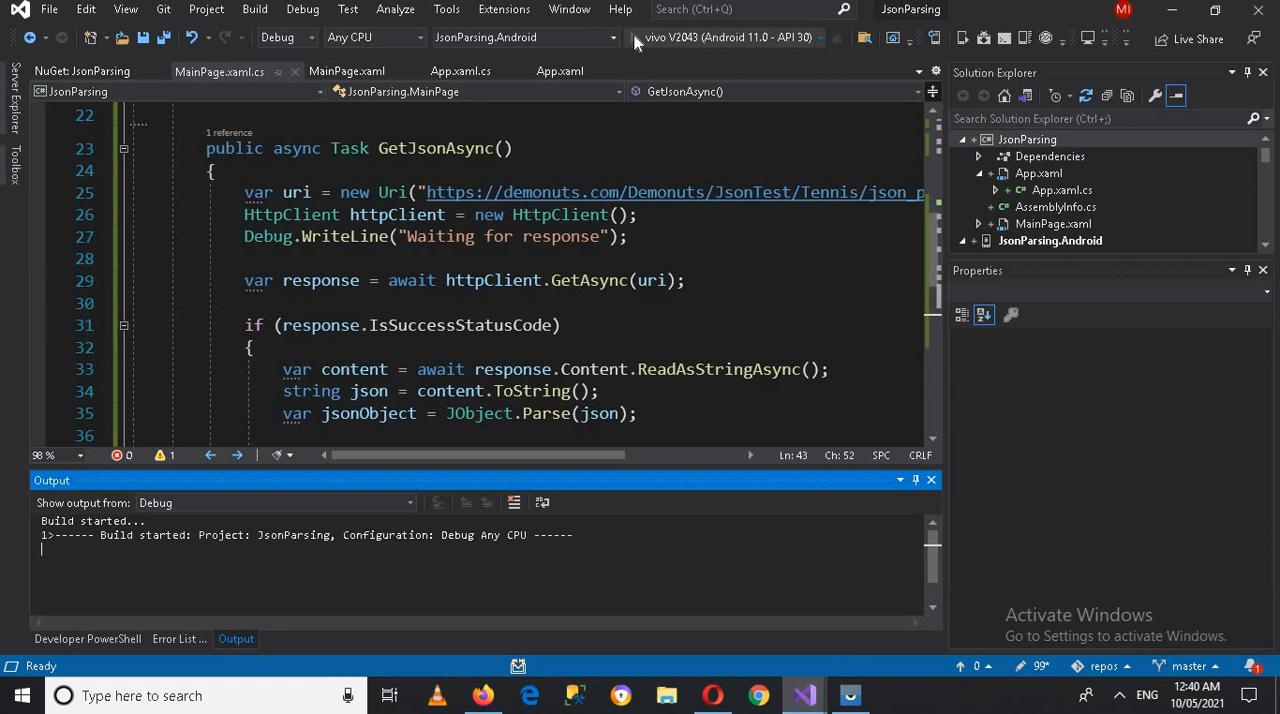 File Edit View Git Project Build Debug Test Analyze Tools Extensions Window Help Search (Ctrl+Q) JsonParsing MI
Debug Any CPU JsonParsing.Android vivo V2043 (Android 11.0 - API 30) Live Share
Server Explorer
Toolbox
NuGet: JsonParsing MainPage.xaml.cs MainPage.xaml App.xaml.cs App.xaml
JsonParsing JsonParsing.MainPage GetJsonAsync()
22
1 reference
23 public async Task GetJsonAsync()
24 {
25 var uri = new Uri("https://demonuts.com/Demonuts/JsonTest/Tennis/json_p
26 HttpClient httpClient = new HttpClient();
27 Debug.WriteLine("Waiting for response");
28
29 var response = await httpClient.GetAsync(uri);
30
31 if (response.IsSuccessStatusCode)
32 {
33 var content = await response.Content.ReadAsStringAsync();
34 string json = content.ToString();
35 var jsonObject = JObject.Parse(json);
36
98 % 0 1 Ln: 43 Ch: 52 SPC CRLF
Output
Show output from: Debug
Build started...
1>------ Build started: Project: JsonParsing, Configuration: Debug Any CPU ------
Developer PowerShell Error List ... Output
Solution Explorer
Search Solution Explorer (Ctrl+;)
JsonParsing
Dependencies
App.xaml
App.xaml.cs
AssemblyInfo.cs
MainPage.xaml
JsonParsing.Android
Properties
Activate Windows
Go to Settings to activate Windows.
Ready 0 99* repos master 1
Type here to search ENG 12:40 AM
10/05/2021